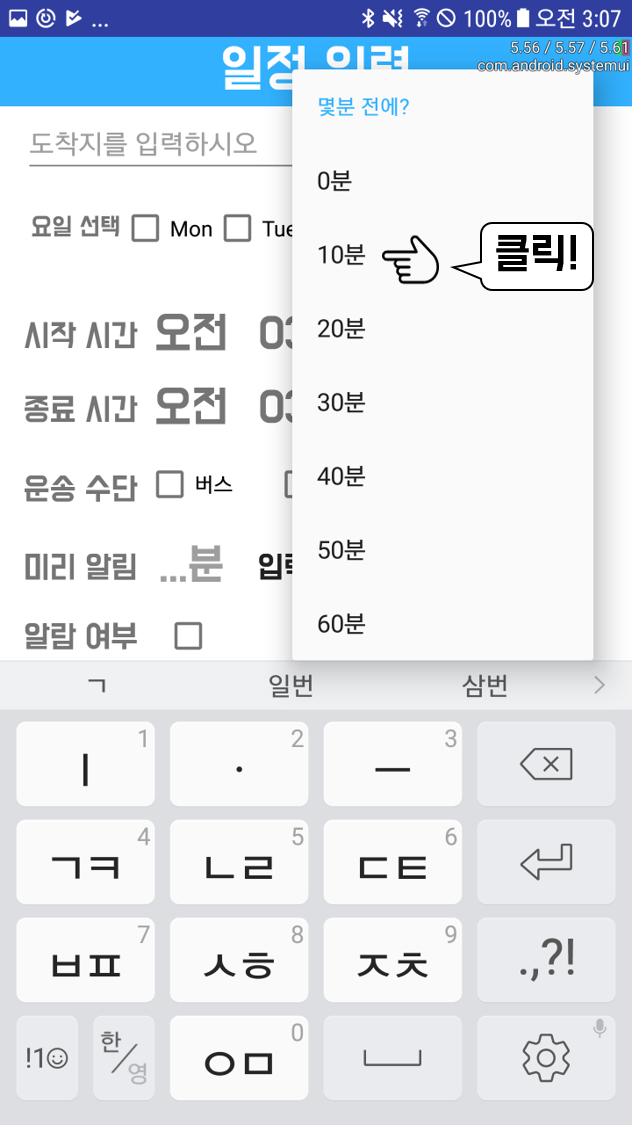 ... 100% 오전 3:07
5.56 / 5.57 / 5.61
com.android.systemui
일정 입력
몇분 전에?
도착지를 입력하시오
0분
요일 선택 Mon Tue
10분
클릭!
시작 시간 오전 03
20분
종료 시간 오전 03
30분
운송 수단 버스
40분
미리 알림 ...분 입력
50분
알람 여부
60분
ㄱ 일번 삼번
ㅣ 1 · 2 ㅡ 3
ㄱㅋ 4 ㄴㄹ 5 ㄷㅌ 6
ㅂㅍ 7 ㅅㅎ 8 ㅈㅊ 9 .,?!
!1☺ 한/영 ㅇㅁ 0